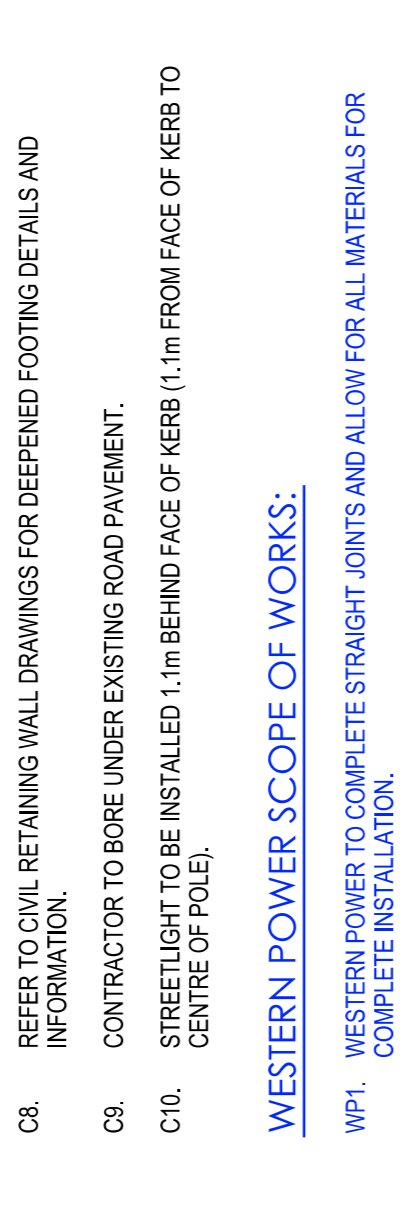 C8. REFER TO CIVIL RETAINING WALL DRAWINGS FOR DEEPENED FOOTING DETAILS AND
INFORMATION.
C9. CONTRACTOR TO BORE UNDER EXISTING ROAD PAVEMENT.
C10. STREETLIGHT TO BE INSTALLED 1.1m BEHIND FACE OF KERB (1.1m FROM FACE OF KERB TO
CENTRE OF POLE).
WESTERN POWER SCOPE OF WORKS:
WP1. WESTERN POWER TO COMPLETE STRAIGHT JOINTS AND ALLOW FOR ALL MATERIALS FOR
COMPLETE INSTALLATION.